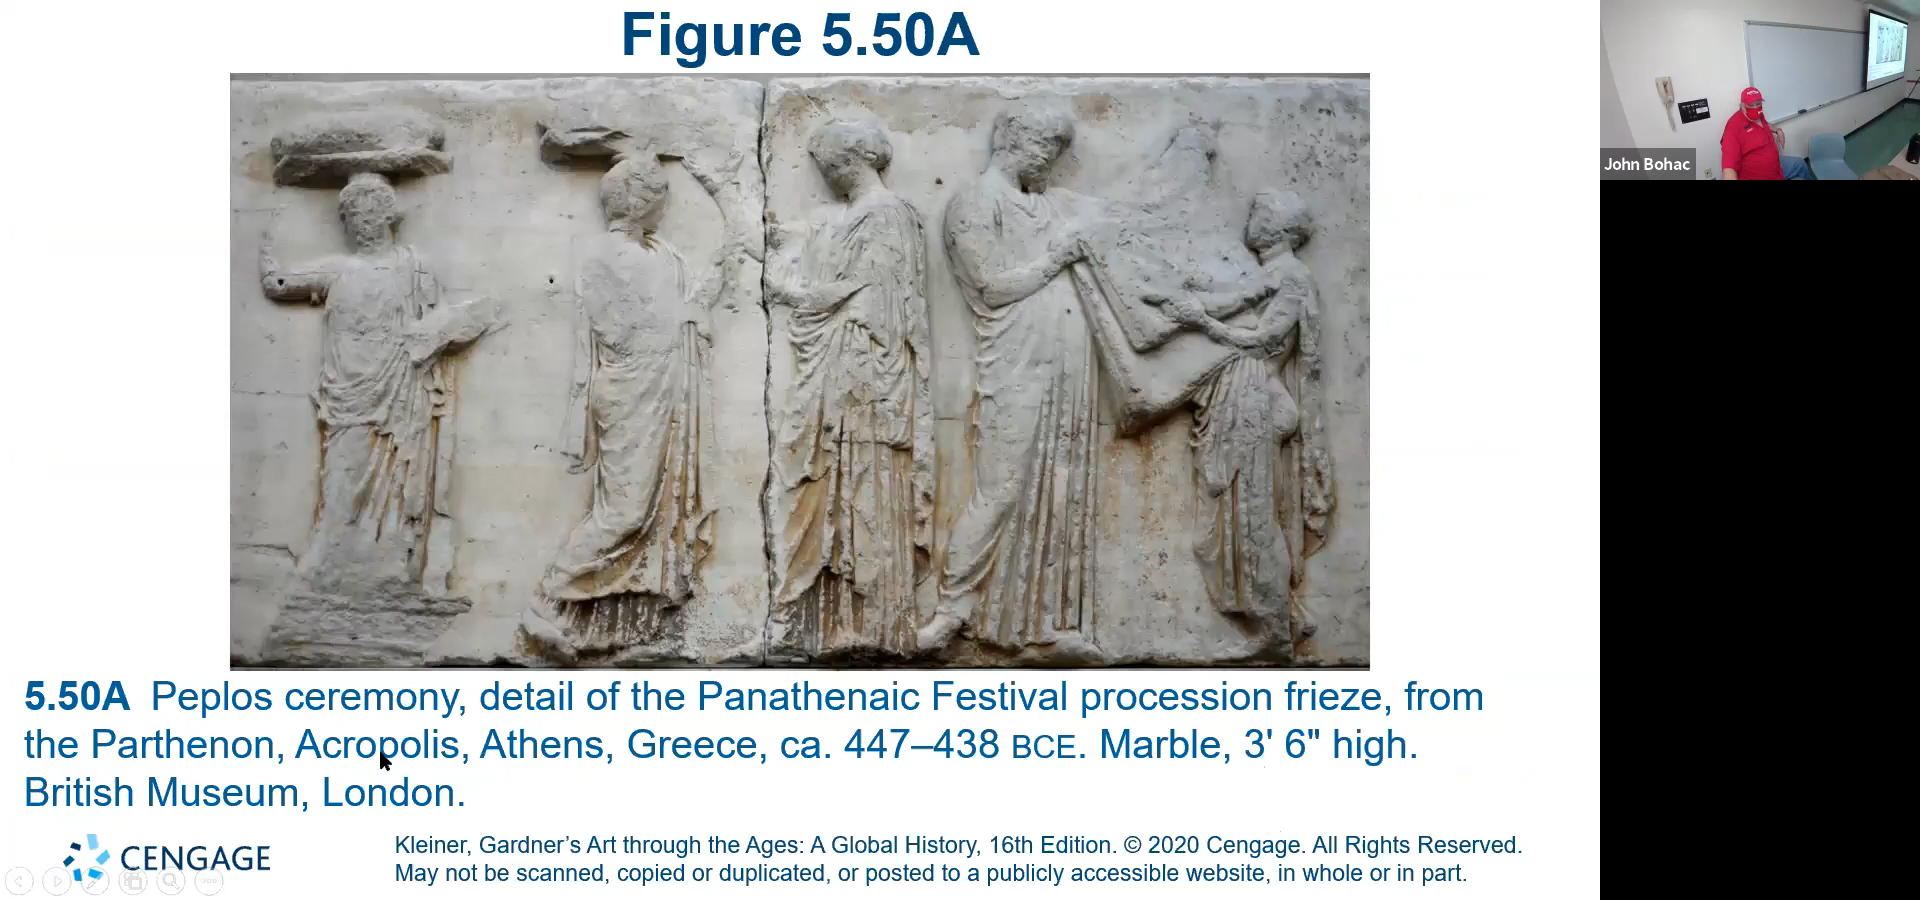 Figure 5.50A
John Bohac
5.50A Peplos ceremony, detail of the Panathenaic Festival procession frieze, from
the Parthenon, Acropolis, Athens, Greece, ca. 447–438 BCE. Marble, 3' 6" high.
British Museum, London.
CENGAGE
Kleiner, Gardner’s Art through the Ages: A Global History, 16th Edition. © 2020 Cengage. All Rights Reserved.
May not be scanned, copied or duplicated, or posted to a publicly accessible website, in whole or in part.